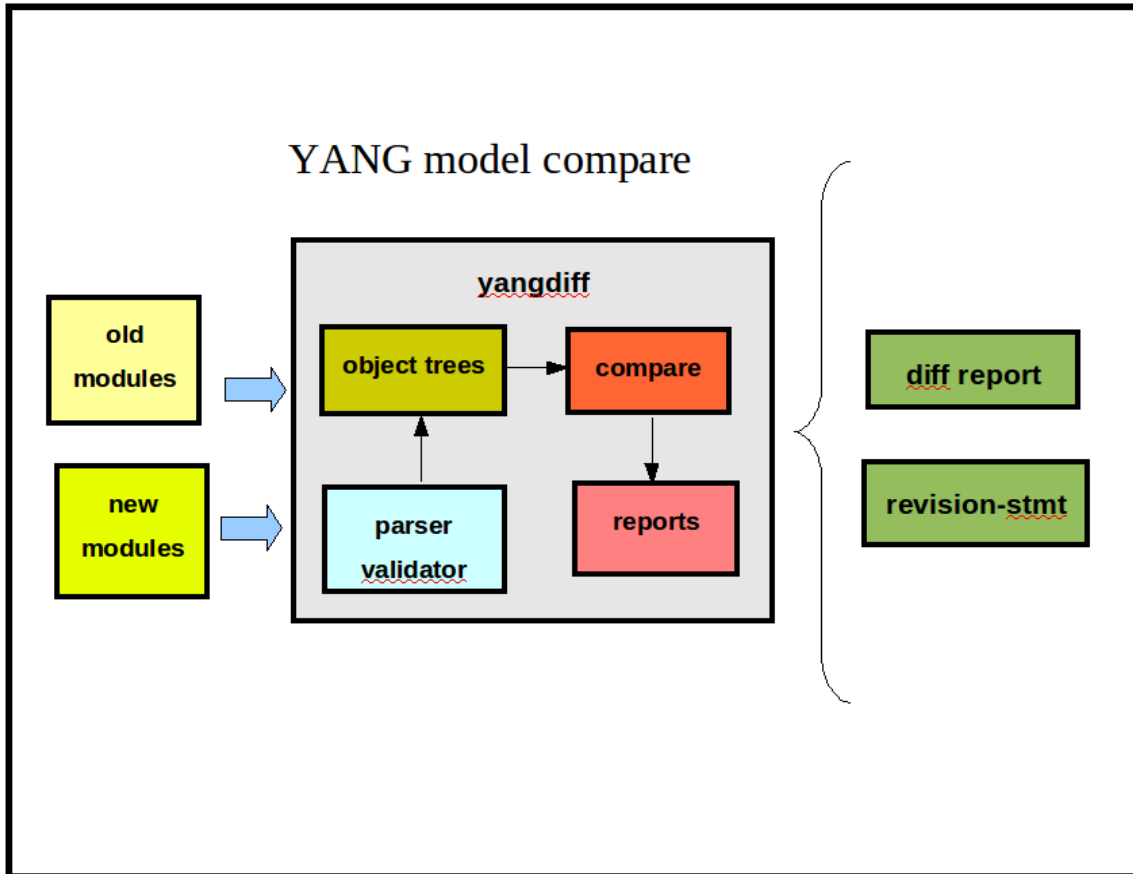 YANG model compare
yangdiff
old
modules
new
modules
object trees
compare
parser
validator
reports
diff report
revision-stmt